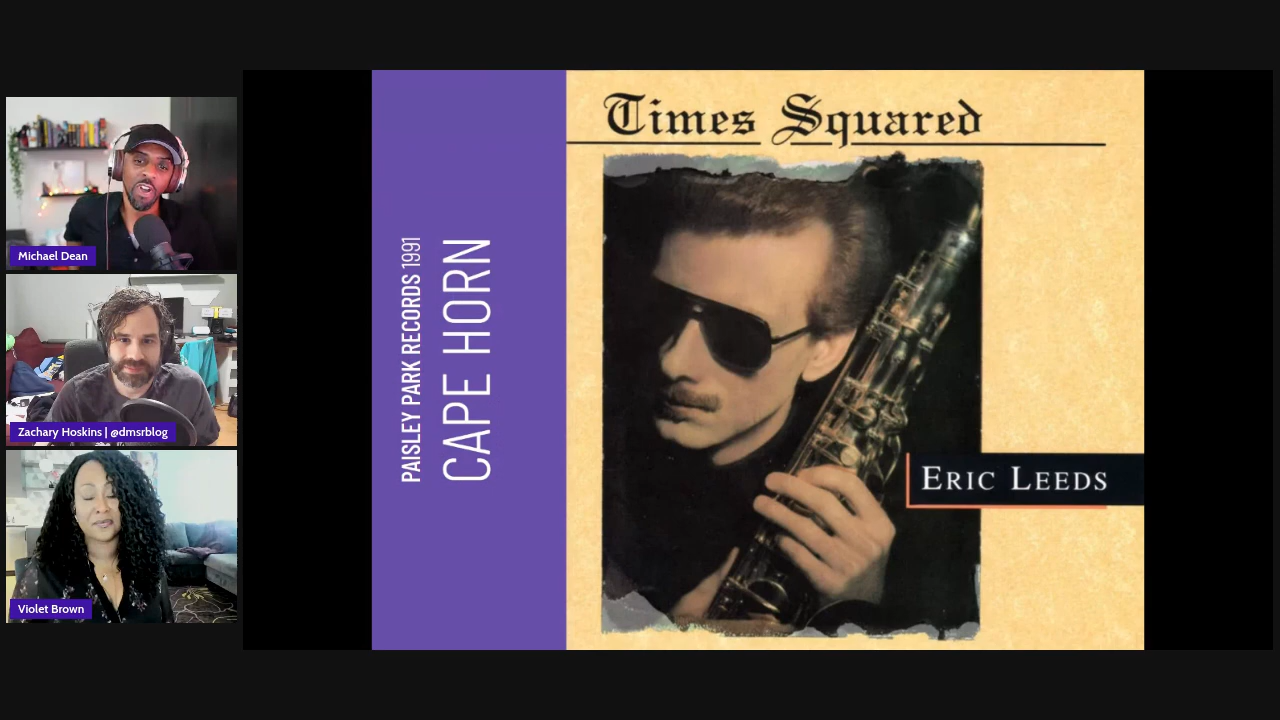 Michael Dean
Zachary Hoskins | @dmsrblog
Violet Brown
PAISLEY PARK RECORDS 1991
CAPE HORN
Times Squared
ERIC LEEDS